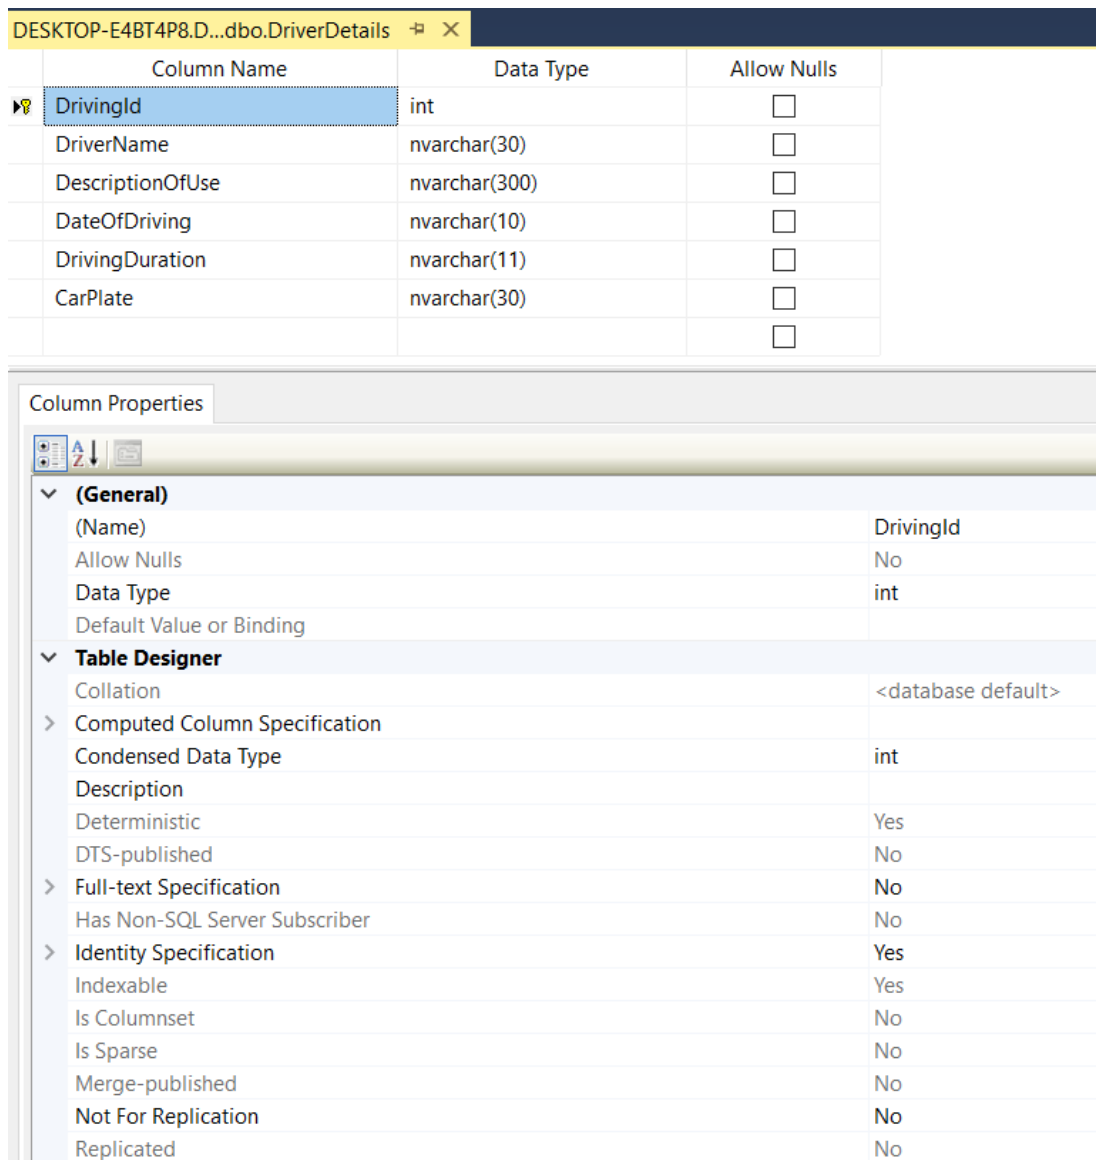 DESKTOP-E4BT4P8.D...dbo.DriverDetails
Column Name Data Type Allow Nulls
DrivingId int
DriverName nvarchar(30)
DescriptionOfUse nvarchar(300)
DateOfDriving nvarchar(10)
DrivingDuration nvarchar(11)
CarPlate nvarchar(30)
Column Properties
A
Z
(General)
(Name) DrivingId
Allow Nulls No
Data Type int
Default Value or Binding
Table Designer
Collation <database default>
Computed Column Specification
Condensed Data Type int
Description
Deterministic Yes
DTS-published No
Full-text Specification No
Has Non-SQL Server Subscriber No
Identity Specification Yes
Indexable Yes
Is Columnset No
Is Sparse No
Merge-published No
Not For Replication No
Replicated No